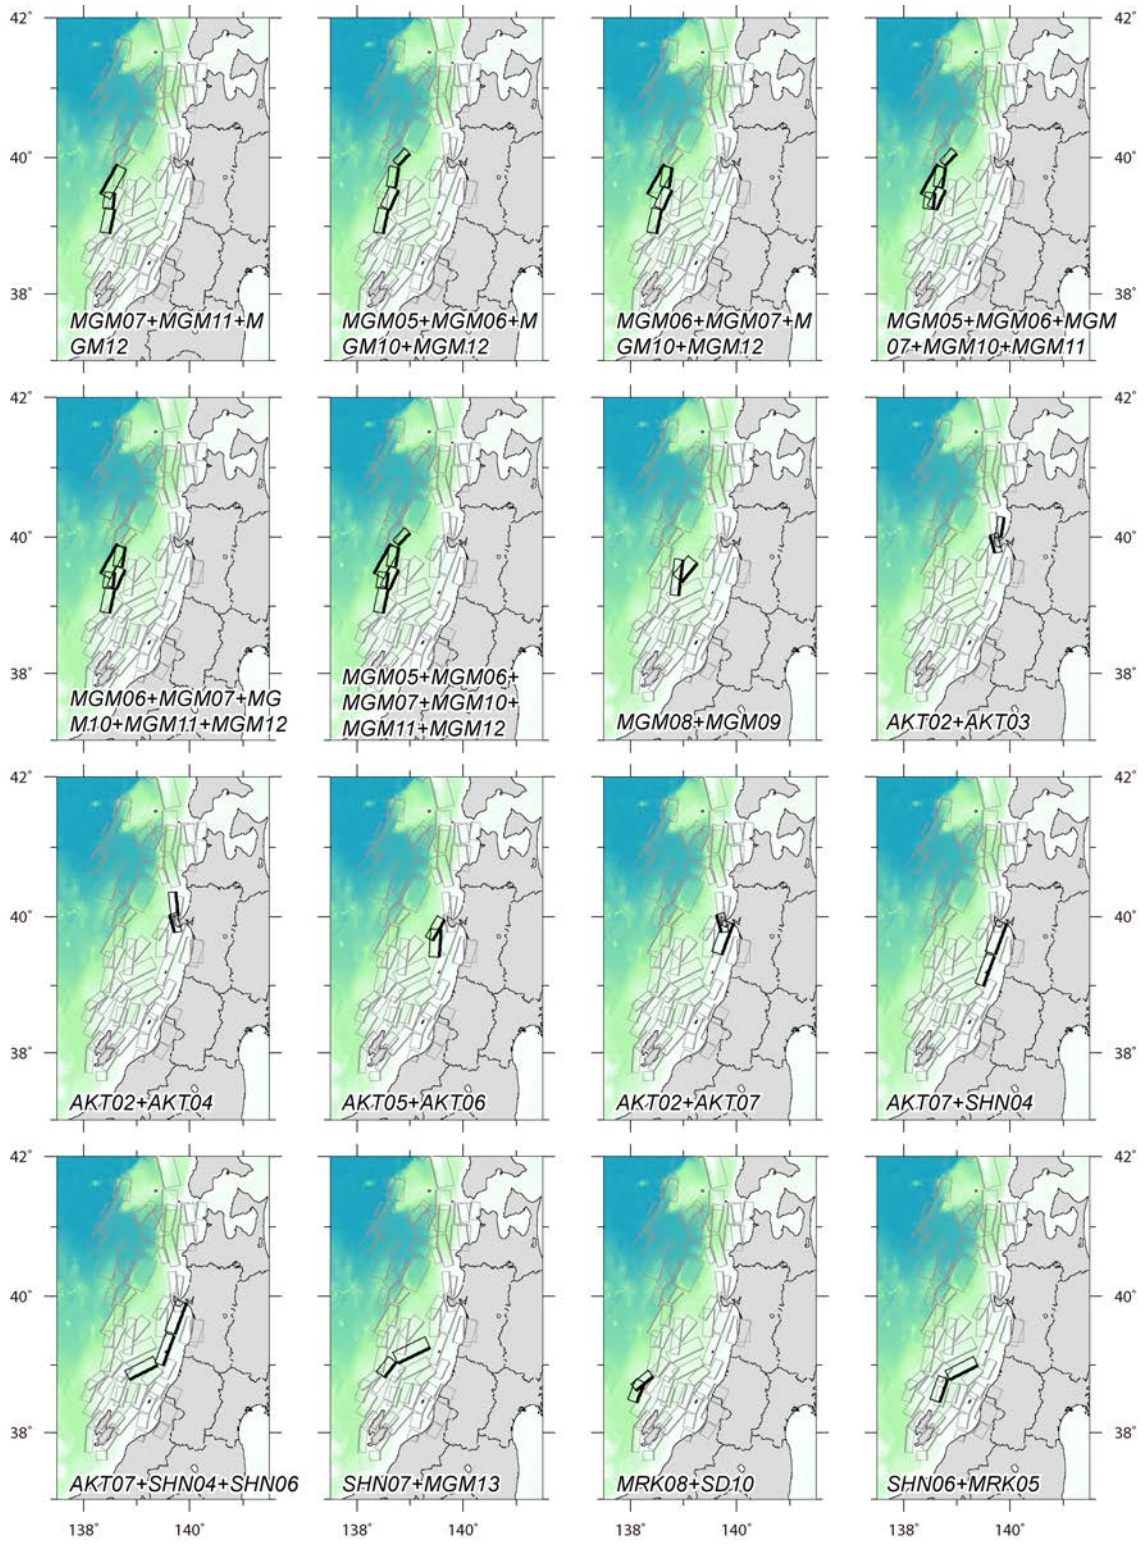 42° 42°
40° 40°
38° 38°
MGM07+MGM11+M
GM12
MGM05+MGM06+M
GM10+MGM12
MGM06+MGM07+M
GM10+MGM12
MGM05+MGM06+MGM
07+MGM10+MGM11
42° 42°
40° 40°
38° 38°
MGM06+MGM07+MG
M10+MGM11+MGM12
MGM05+MGM06+
MGM07+MGM10+
MGM11+MGM12
MGM08+MGM09
AKT02+AKT03
42° 42°
40° 40°
38° 38°
AKT02+AKT04
AKT05+AKT06
AKT02+AKT07
AKT07+SHN04
42° 42°
40° 40°
38° 38°
AKT07+SHN04+SHN06
SHN07+MGM13
MRK08+SD10
SHN06+MRK05
138° 140° 138° 140° 138° 140° 138° 140°